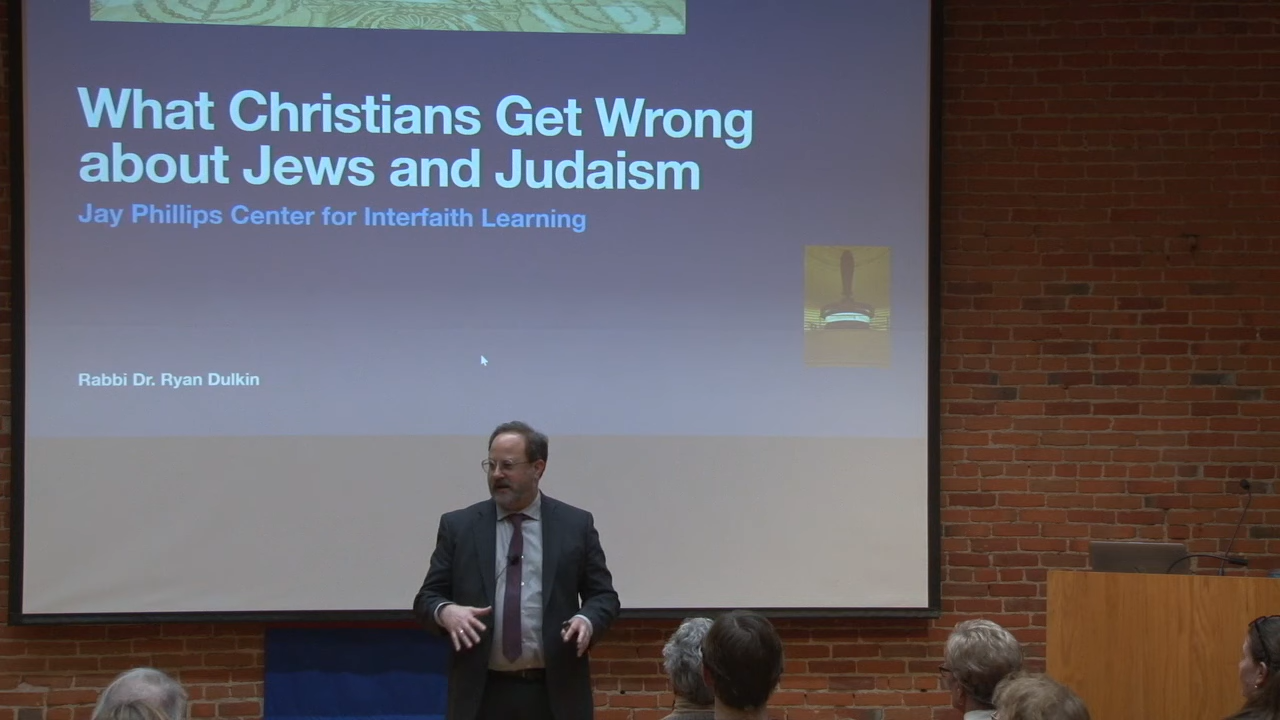 What Christians Get Wrong
about Jews and Judaism
Jay Phillips Center for Interfaith Learning
Rabbi Dr. Ryan Dulkin